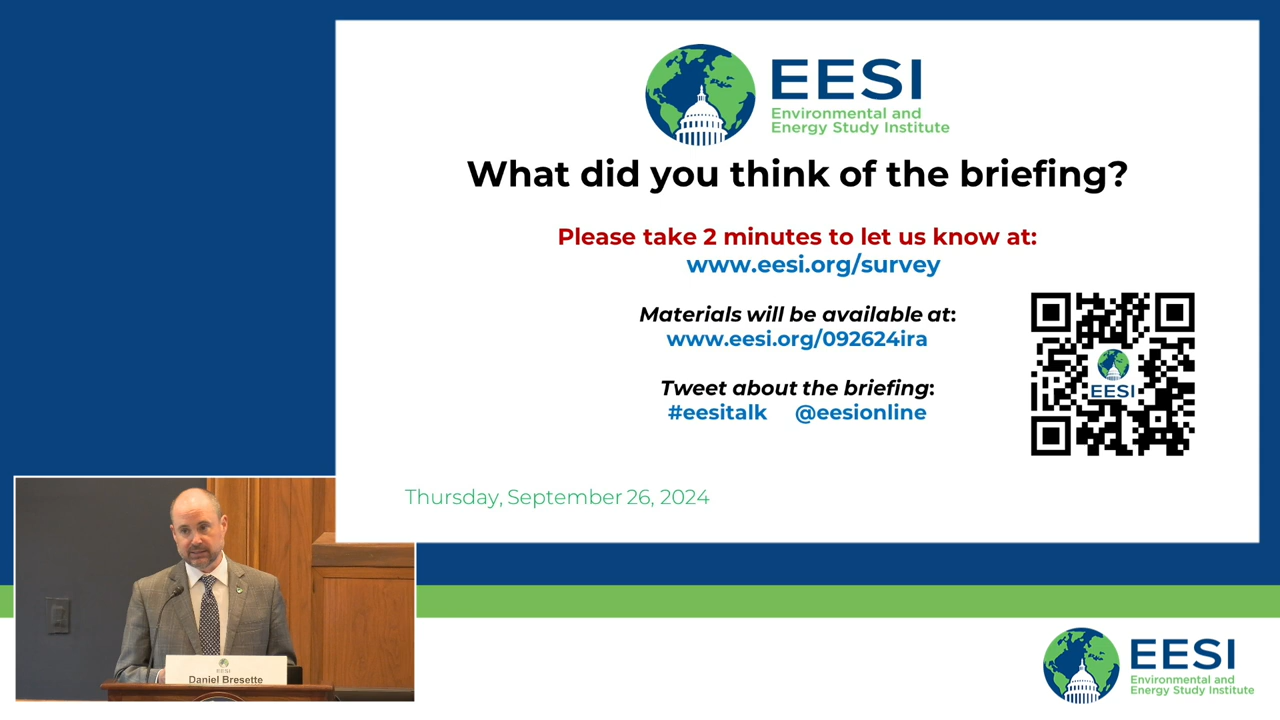 EESI
Environmental and
Energy Study Institute
What did you think of the briefing?
Please take 2 minutes to let us know at:
www.eesi.org/survey
Materials will be available at:
www.eesi.org/092624ira
Tweet about the briefing:
#eesitalk @eesionline
EESI
Thursday, September 26, 2024
EESI
Daniel Bresette
EESI
Environmental and
Energy Study Institute